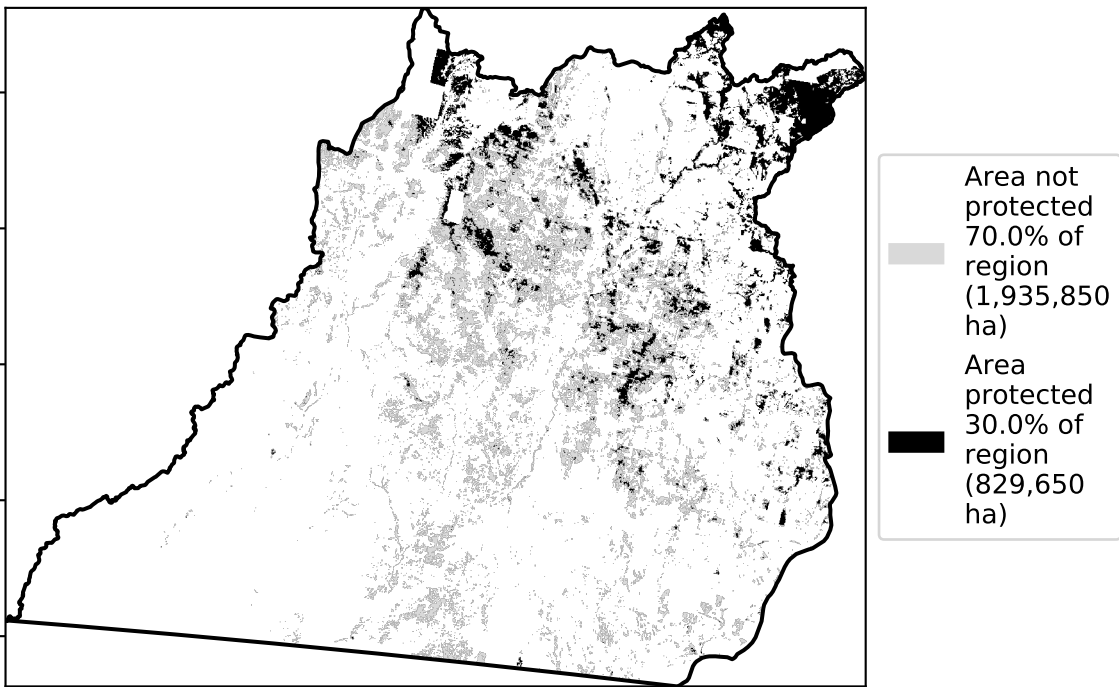 Area not
protected
70.0% of
region
(1,935,850
ha)
Area
protected
30.0% of
region
(829,650
ha)